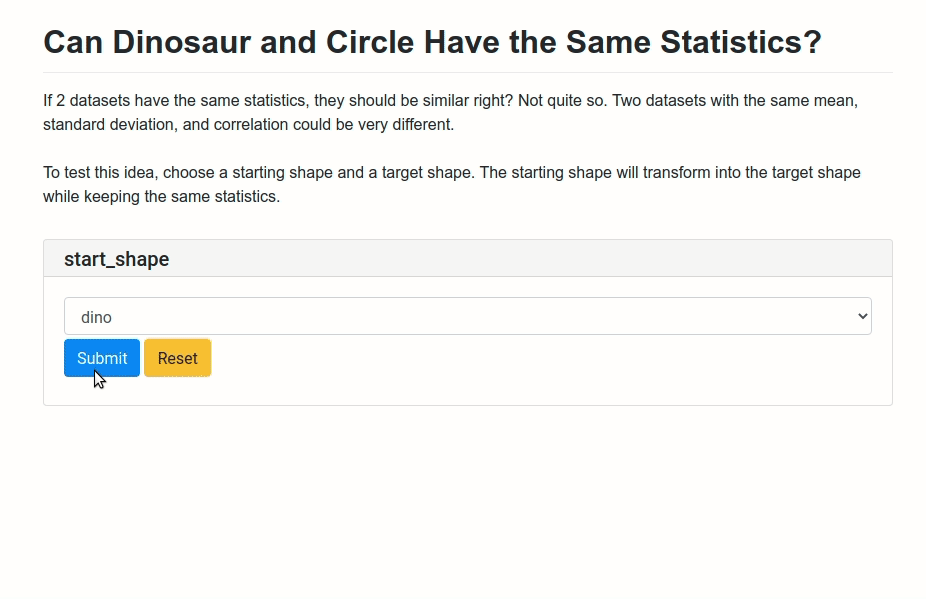 Can Dinosaur and Circle Have the Same Statistics?
If 2 datasets have the same statistics, they should be similar right? Not quite so. Two datasets with the same mean,
standard deviation, and correlation could be very different.
To test this idea, choose a starting shape and a target shape. The starting shape will transform into the target shape
while keeping the same statistics.
start_shape
dino
Submit Reset